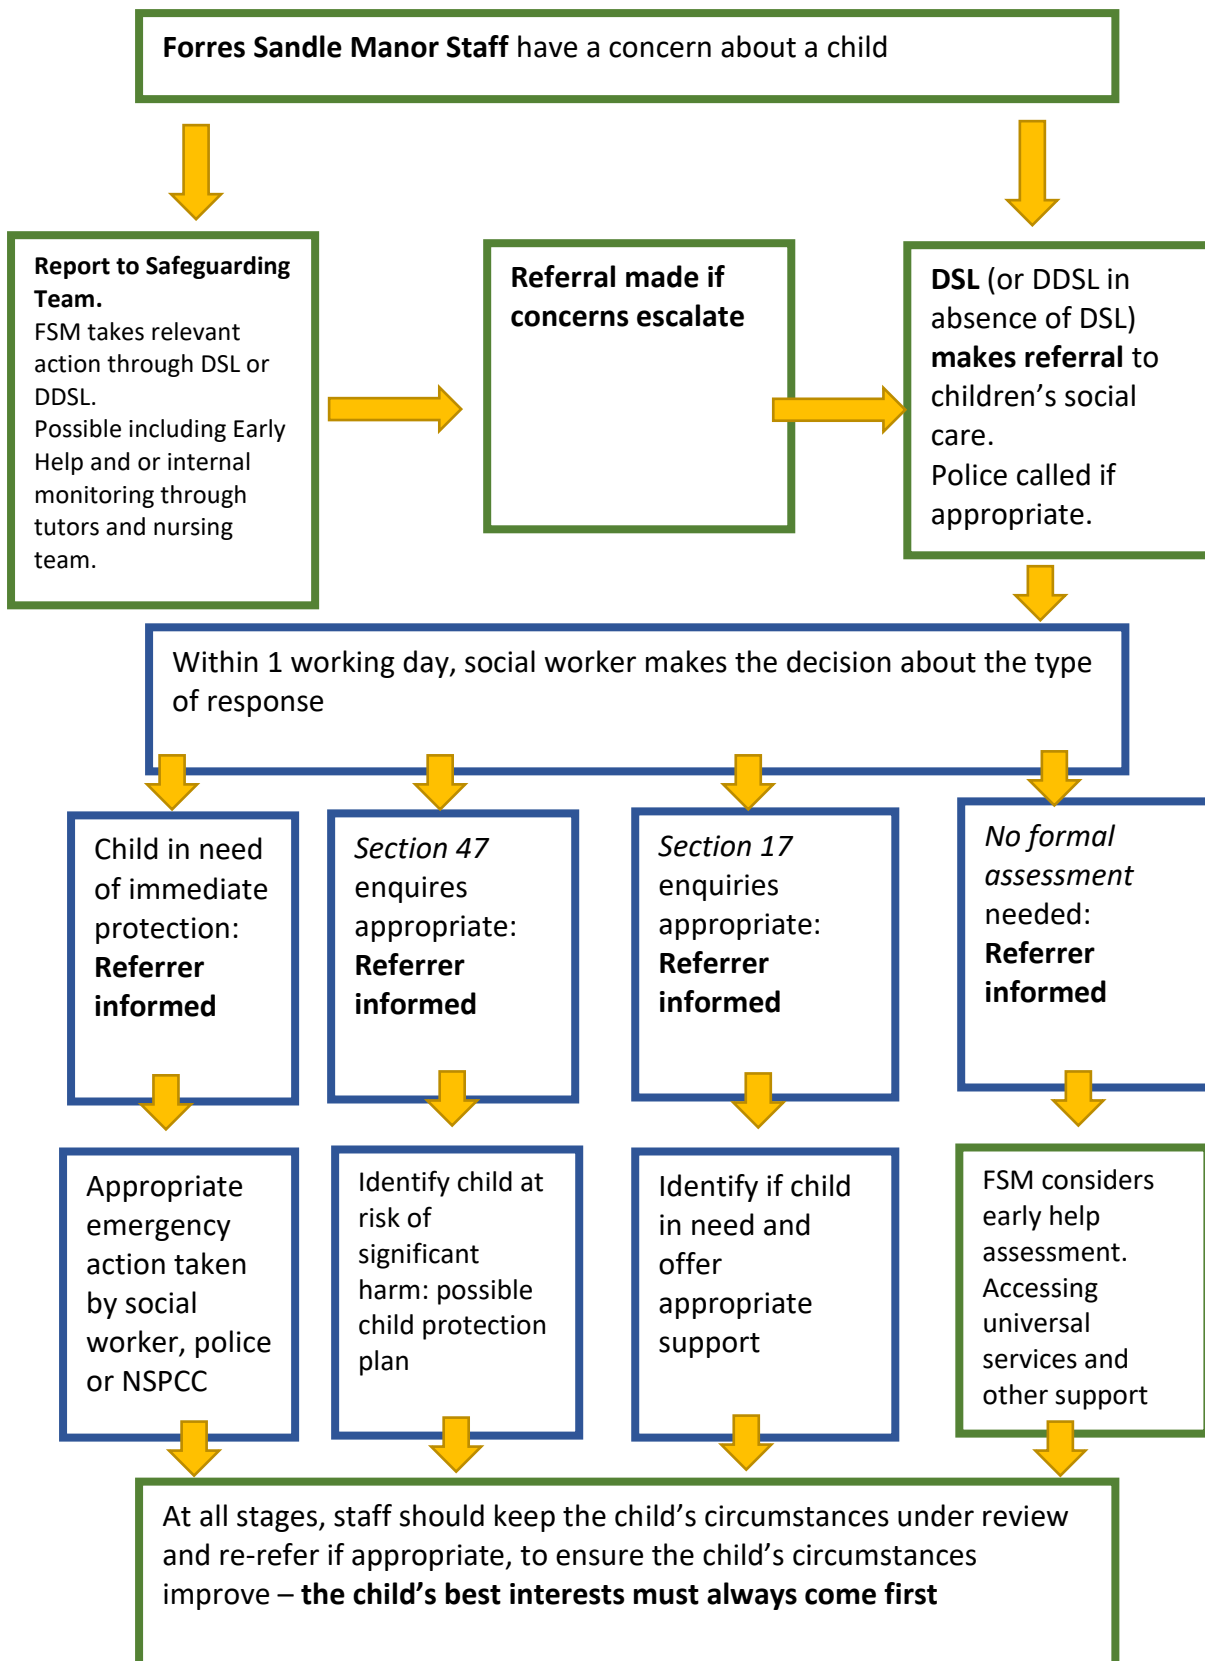 Forres Sandle Manor Staff have a concern about a child
Report to Safeguarding
Team.
FSM takes relevant
action through DSL or
DDSL.
Possible including Early
Help and or internal
monitoring through
tutors and nursing
team.
Referral made if
concerns escalate
DSL (or DDSL in
absence of DSL)
makes referral to
children’s social
care.
Police called if
appropriate.
Within 1 working day, social worker makes the decision about the type
of response
Child in need
of immediate
protection:
Referrer
informed
Section 47
enquires
appropriate:
Referrer
informed
Section 17
enquiries
appropriate:
Referrer
informed
No formal
assessment
needed:
Referrer
informed
Appropriate
emergency
action taken
by social
worker, police
or NSPCC
Identify child at
risk of
significant
harm: possible
child protection
plan
Identify if child
in need and
offer
appropriate
support
FSM considers
early help
assessment.
Accessing
universal
services and
other support
At all stages, staff should keep the child’s circumstances under review
and re-refer if appropriate, to ensure the child’s circumstances
improve – the child’s best interests must always come first